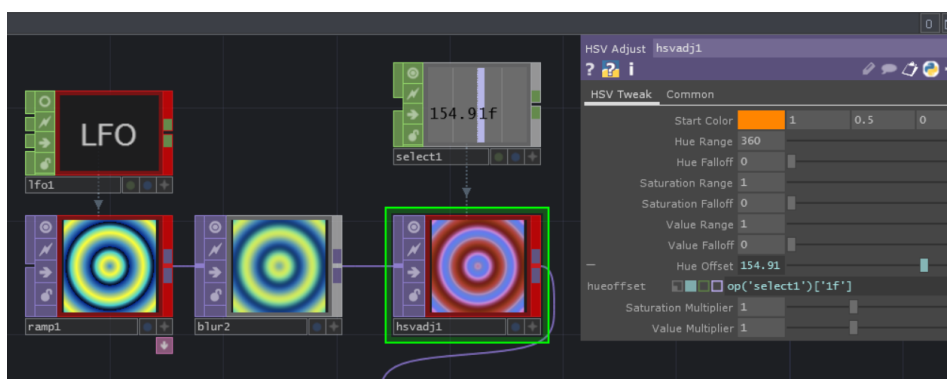 0
HSV Adjust hsvadj1
? ? i
HSV Tweak Common
Start Color 1 0.5 0
Hue Range 360
Hue Falloff 0
Saturation Range 1
Saturation Falloff 0
Value Range 1
Value Falloff 0
Hue Offset 154.91
hueoffset op('select1')['1f']
Saturation Multiplier 1
Value Multiplier 1
LFO
lfo1
154.91f
select1
ramp1
blur2
hsvadj1